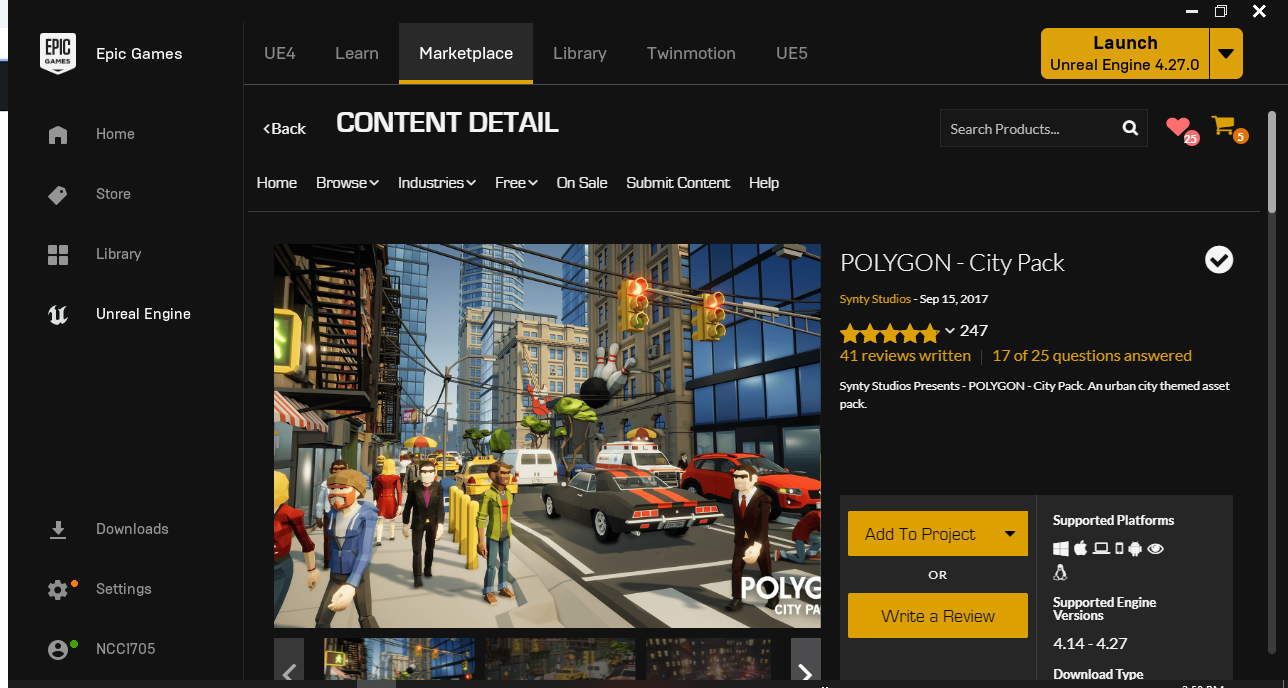 EPIC
GAMES
Epic Games
UE4
Learn
Marketplace
Library
Twinmotion
UE5
Launch
Unreal Engine 4.27.0
Home
Store
Library
Unreal Engine
Downloads
Settings
NCC1705
Back
CONTENT DETAIL
Search Products...
25
5
Home
Browse
Industries
Free
On Sale
Submit Content
Help
POLYGO
CITY PA
POLYGON - City Pack
Synty Studios - Sep 15, 2017
247
41 reviews written
17 of 25 questions answered
Synty Studios Presents - POLYGON - City Pack. An urban city themed asset
pack.
Add To Project
OR
Write a Review
Supported Platforms
Supported Engine
Versions
4.14 - 4.27
Download Type